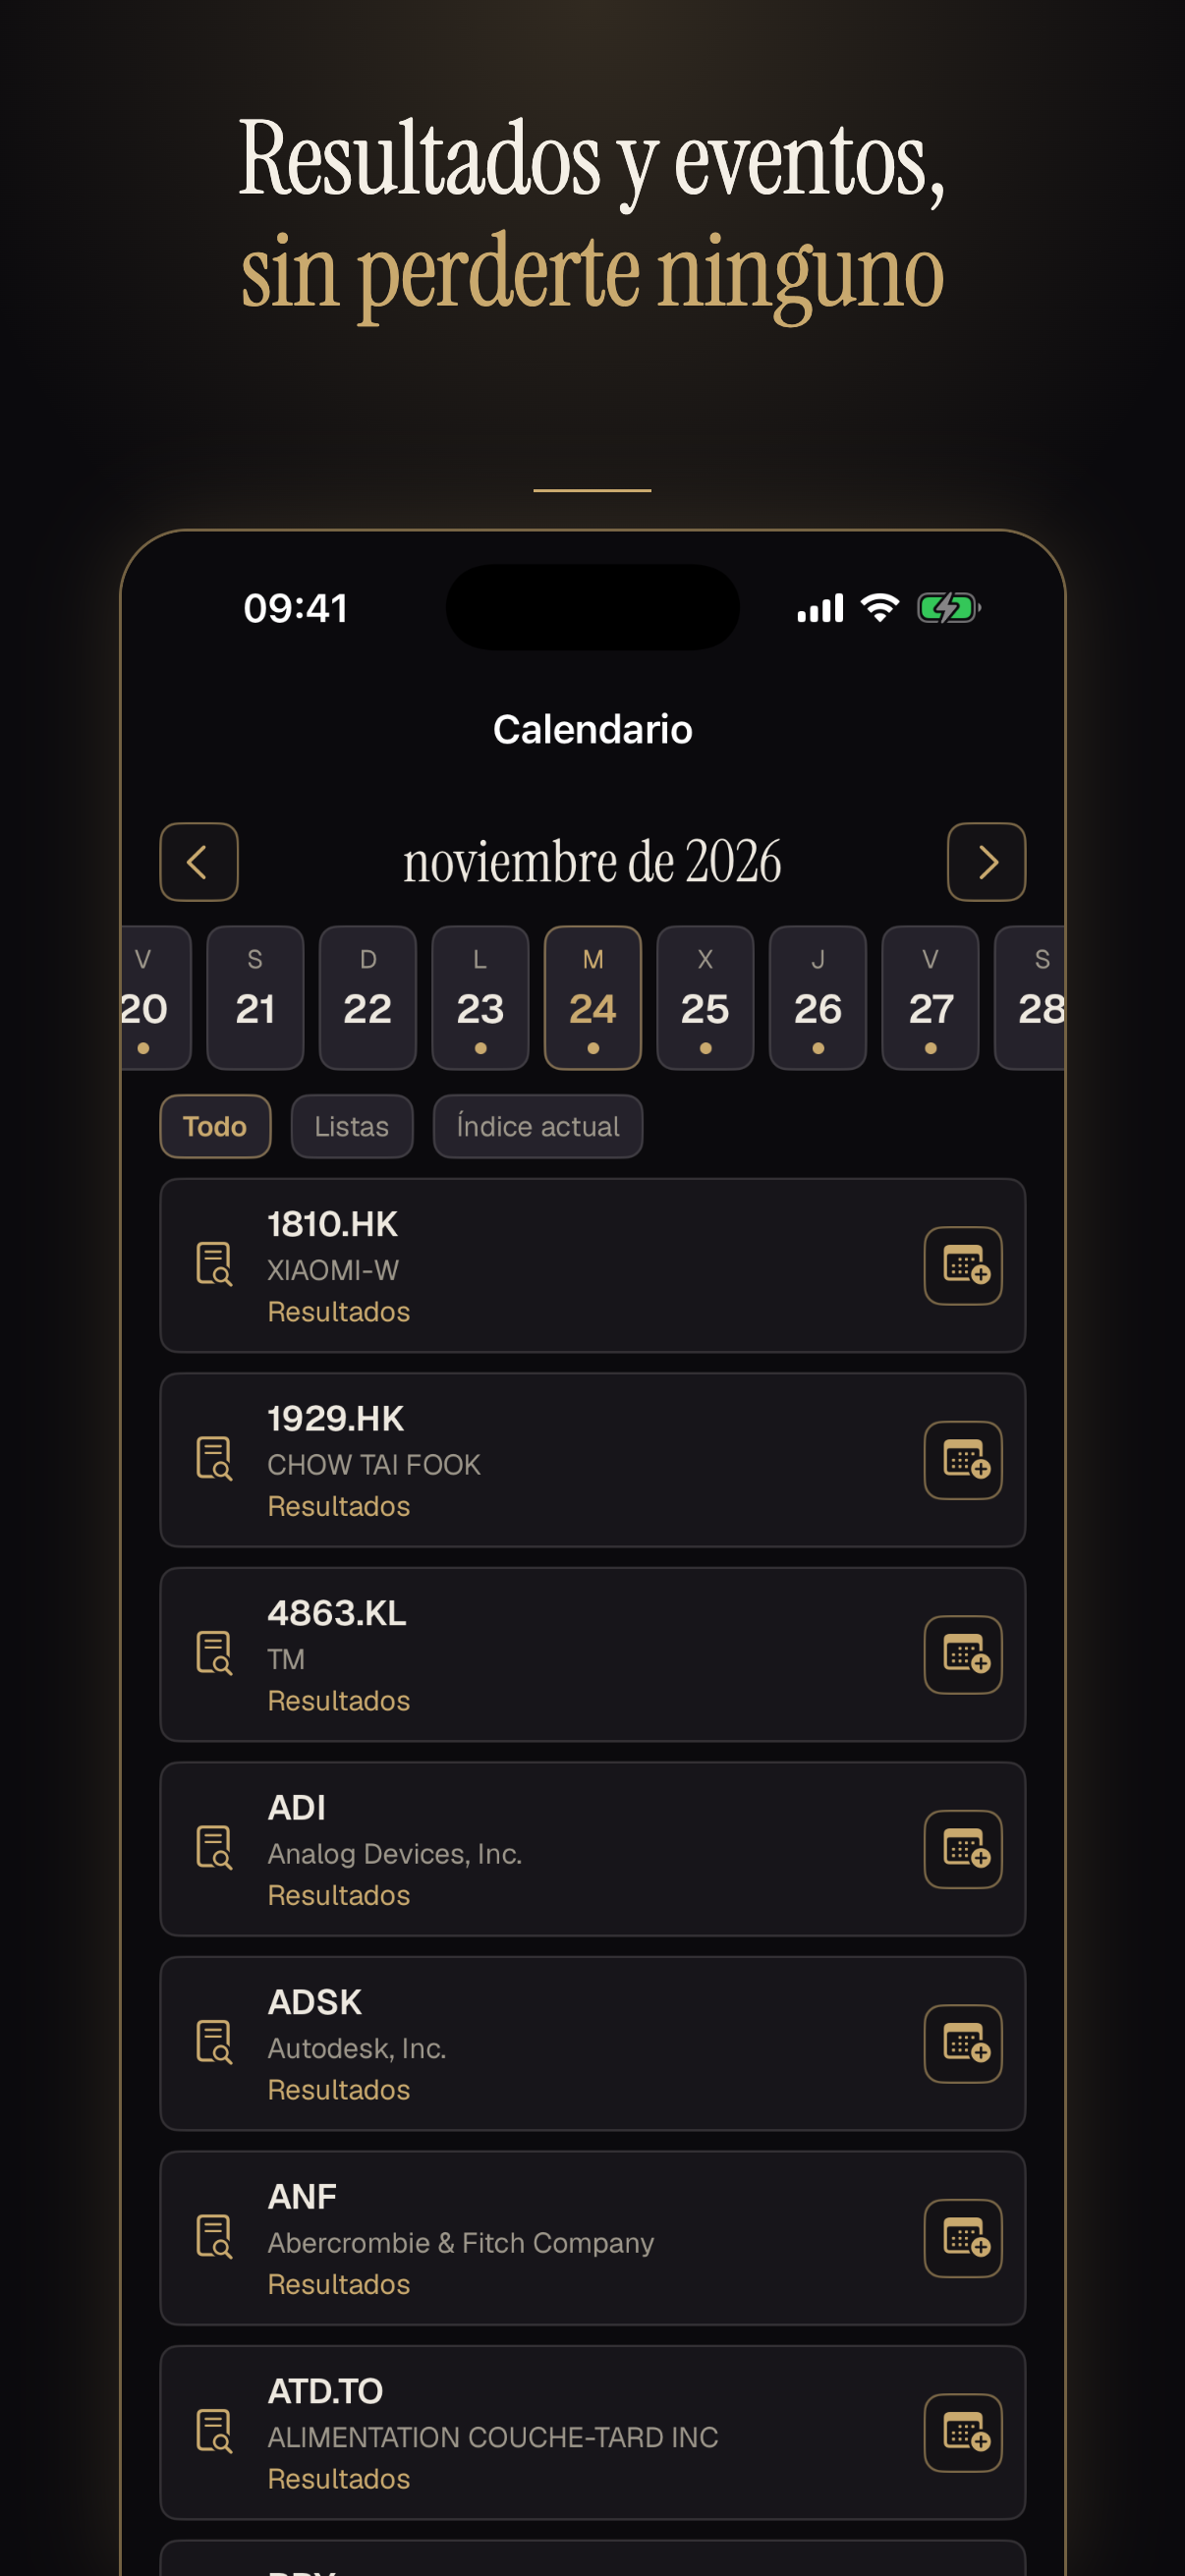 Resultados y eventos,
sin perderte ninguno
09:41
Calendario
noviembre de 2026
V S D L M X J V S
20 21 22 23 24 25 26 27 28
Todo Listas Índice actual
1810.HK
XIAOMI-W
Resultados
1929.HK
CHOW TAI FOOK
Resultados
4863.KL
TM
Resultados
ADI
Analog Devices, Inc.
Resultados
ADSK
Autodesk, Inc.
Resultados
ANF
Abercrombie & Fitch Company
Resultados
ATD.TO
ALIMENTATION COUCHE-TARD INC
Resultados